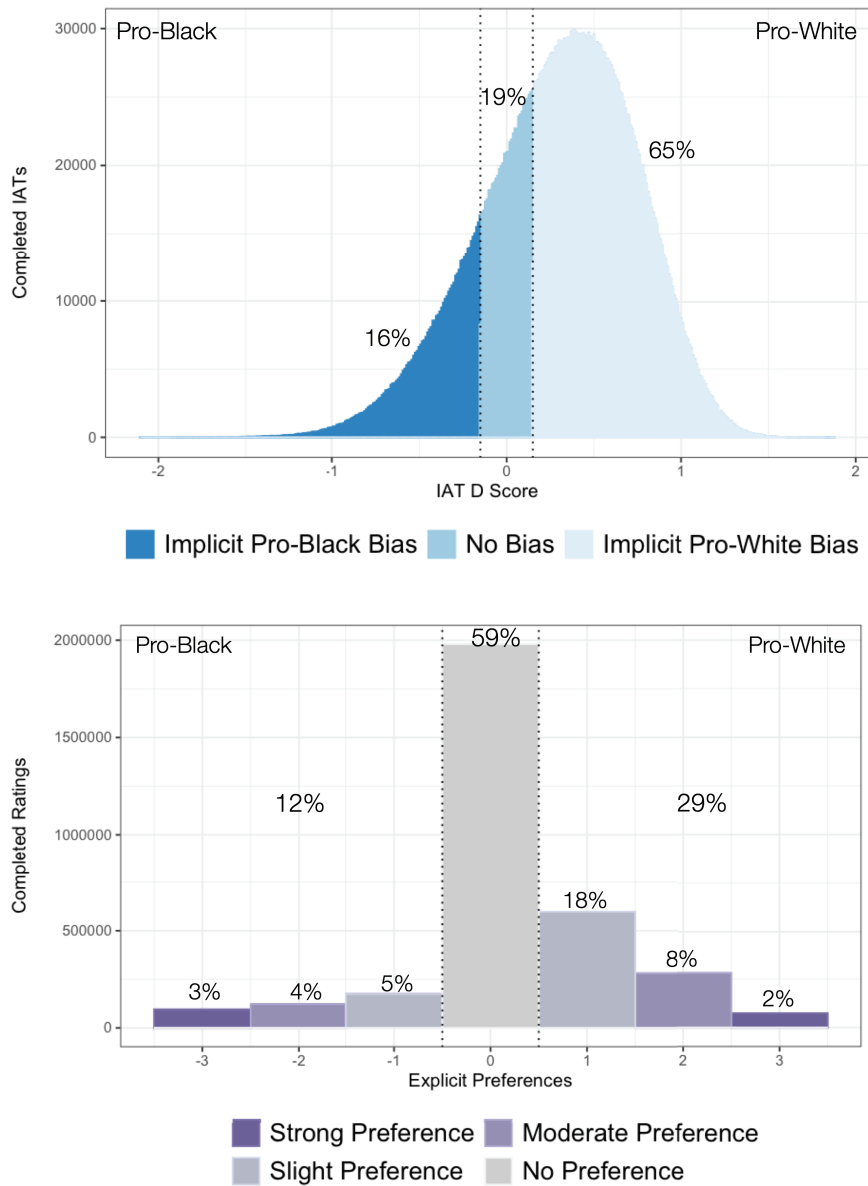 Pro-Black Pro-White
30000
19%
65%
20000
Completed IATs
10000
16%
0
-2 -1 0 1 2
IAT D Score
Implicit Pro-Black Bias No Bias Implicit Pro-White Bias
2000000
59%
Pro-Black Pro-White
1500000
12% 29%
Completed Ratings
1000000
18%
500000
8%
3% 4% 5% 2%
0
-3 -2 -1 0 1 2 3
Explicit Preferences
Strong Preference Moderate Preference
Slight Preference No Preference